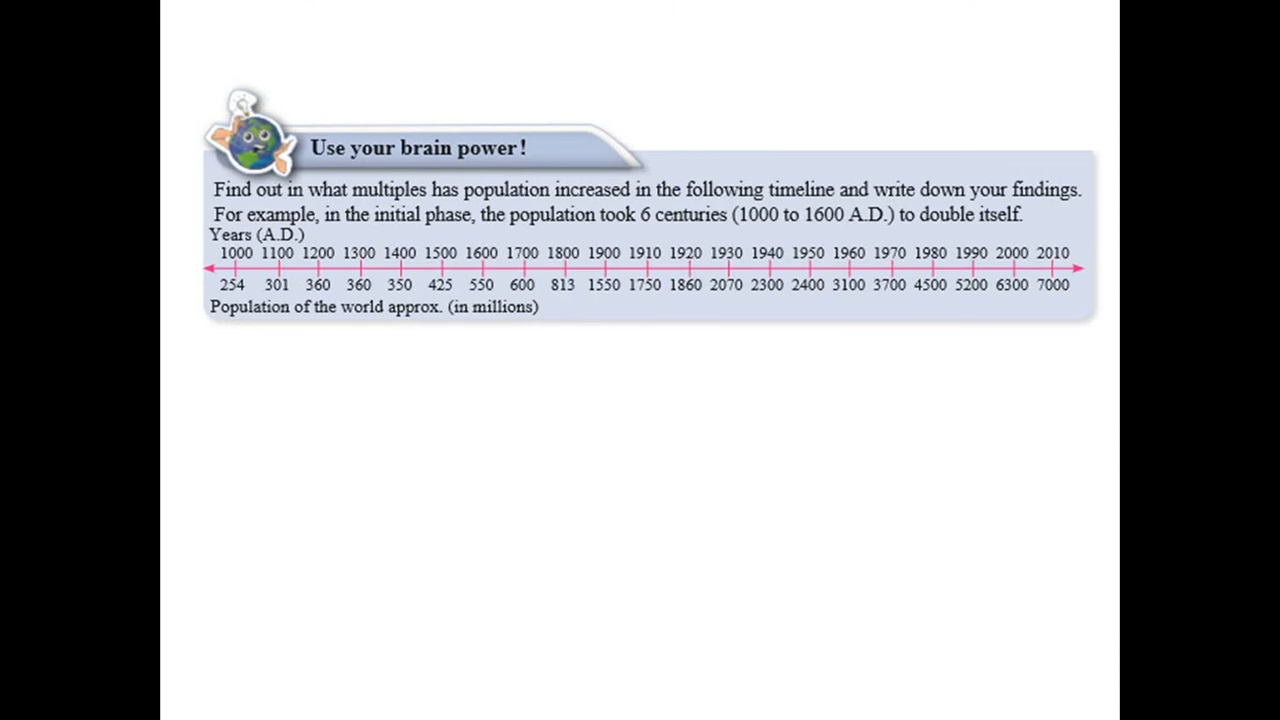 Use your brain power!
Find out in what multiples has population increased in the following timeline and write down your findings.
For example, in the initial phase, the population took 6 centuries (1000 to 1600 A.D.) to double itself.
Years (A.D.)
1000 1100 1200 1300 1400 1500 1600 1700 1800 1900 1910 1920 1930 1940 1950 1960 1970 1980 1990 2000 2010
254 301 360 360 350 425 550 600 813 1550 1750 1860 2070 2300 2400 3100 3700 4500 5200 6300 7000
Population of the world approx. (in millions)